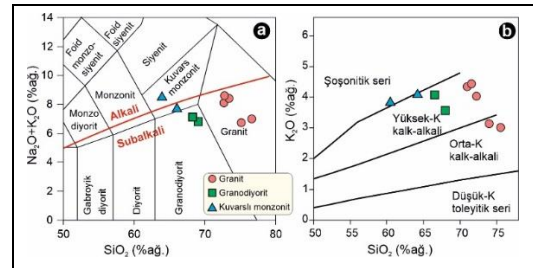 a
14
12
10
8
6
4
2
0
Na₂O+K₂O (%ağ.)
Foid
monzo-
siyenit
Foid
siyenit
Siyenit
Monzonit
Kuvars
monzonit
Monzo
diyorit
Alkali
Subalkali
Granit
Gabroyik
diyorit
Diyorit
Granodiyorit
Granit
Granodiyorit
Kuvarslı monzonit
50
60
70
80
SiO₂ (%ağ.)
b
7
6
5
4
3
2
1
0
K₂O (%ağ.)
Şoşonitik seri
Yüksek-K
kalk-alkali
Orta-K
kalk-alkali
Düşük-K
toleyitik seri
50
55
60
65
70
75
SiO₂ (%ağ.)